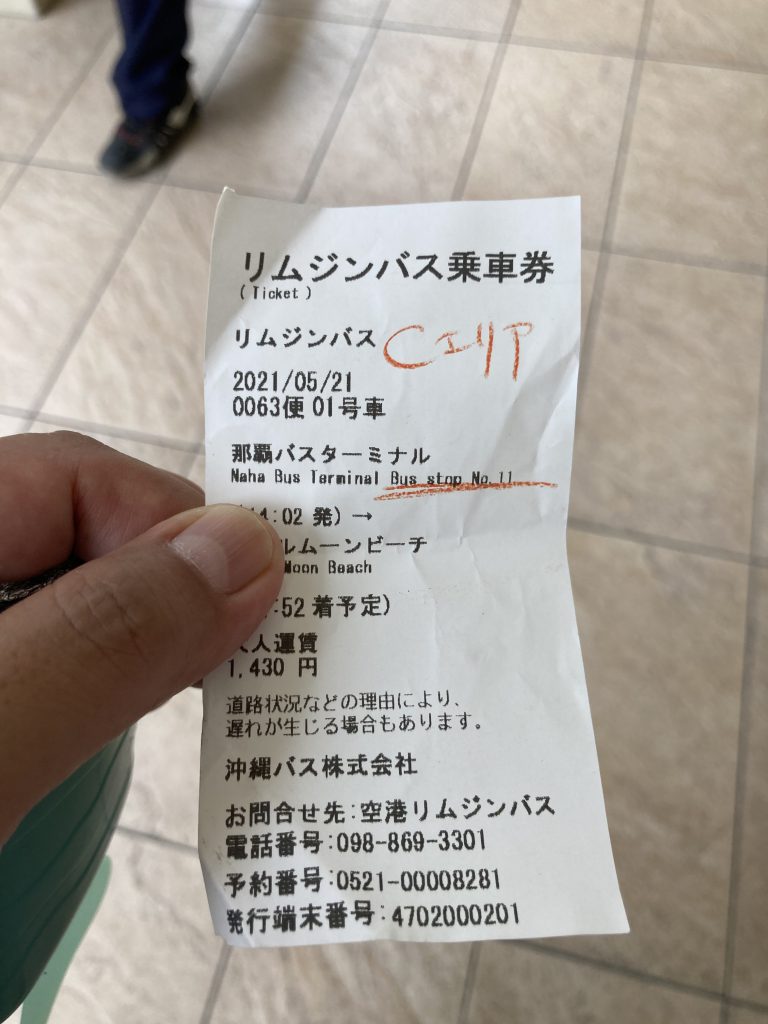 リムジンバス乗車券
(Ticket)
リムジンバス Cエリア
2021/05/21
0063便 01号車
那覇バスターミナル
Naha Bus Terminal Bus stop No.11
:02 発) →
ルムーンビーチ
Moon Beach
:52 着予定)
人運賃
1,430 円
道路状況などの理由により、
遅れが生じる場合もあります。
沖縄バス株式会社
お問合せ先:空港リムジンバス
電話番号:098-869-3301
予約番号:0521-00008281
発行端末番号:4702000201